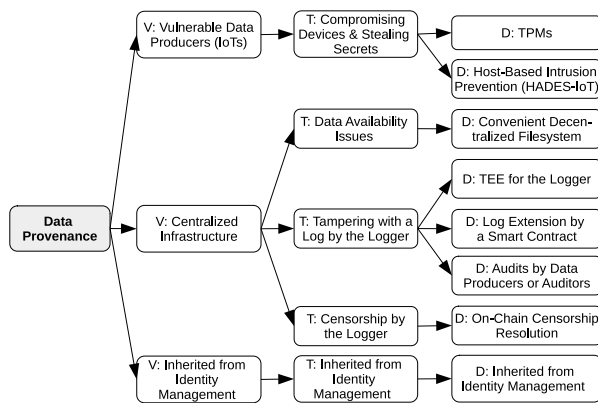 V: Vulnerable Data
Producers (IoTs)
T: Compromising
Devices & Stealing
Secrets
D: TPMs
D: Host-Based Intrusion
Prevention (HADES-IoT)
T: Data Availability
Issues
D: Convenient Decen-
tralized Filesystem
D: TEE for the Logger
Data
Provenance
V: Centralized
Infrastructure
T: Tampering with a
Log by the Logger
D: Log Extension by
a Smart Contract
D: Audits by Data
Producers or Auditors
T: Censorship by
the Logger
D: On-Chain Censorship
Resolution
V: Inherited from
Identity Management
T: Inherited from
Identity Management
D: Inherited from
Identity Management